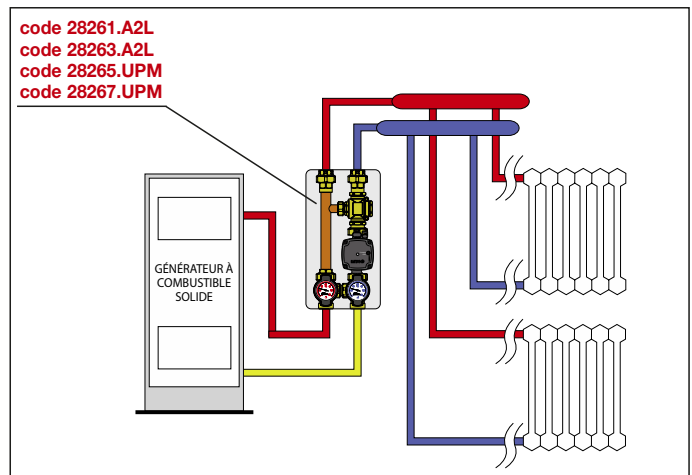 code 28261.A2L
code 28263.A2L
code 28265.UPM
code 28267.UPM
GÉNÉRATEUR À
COMBUSTIBLE
SOLIDE